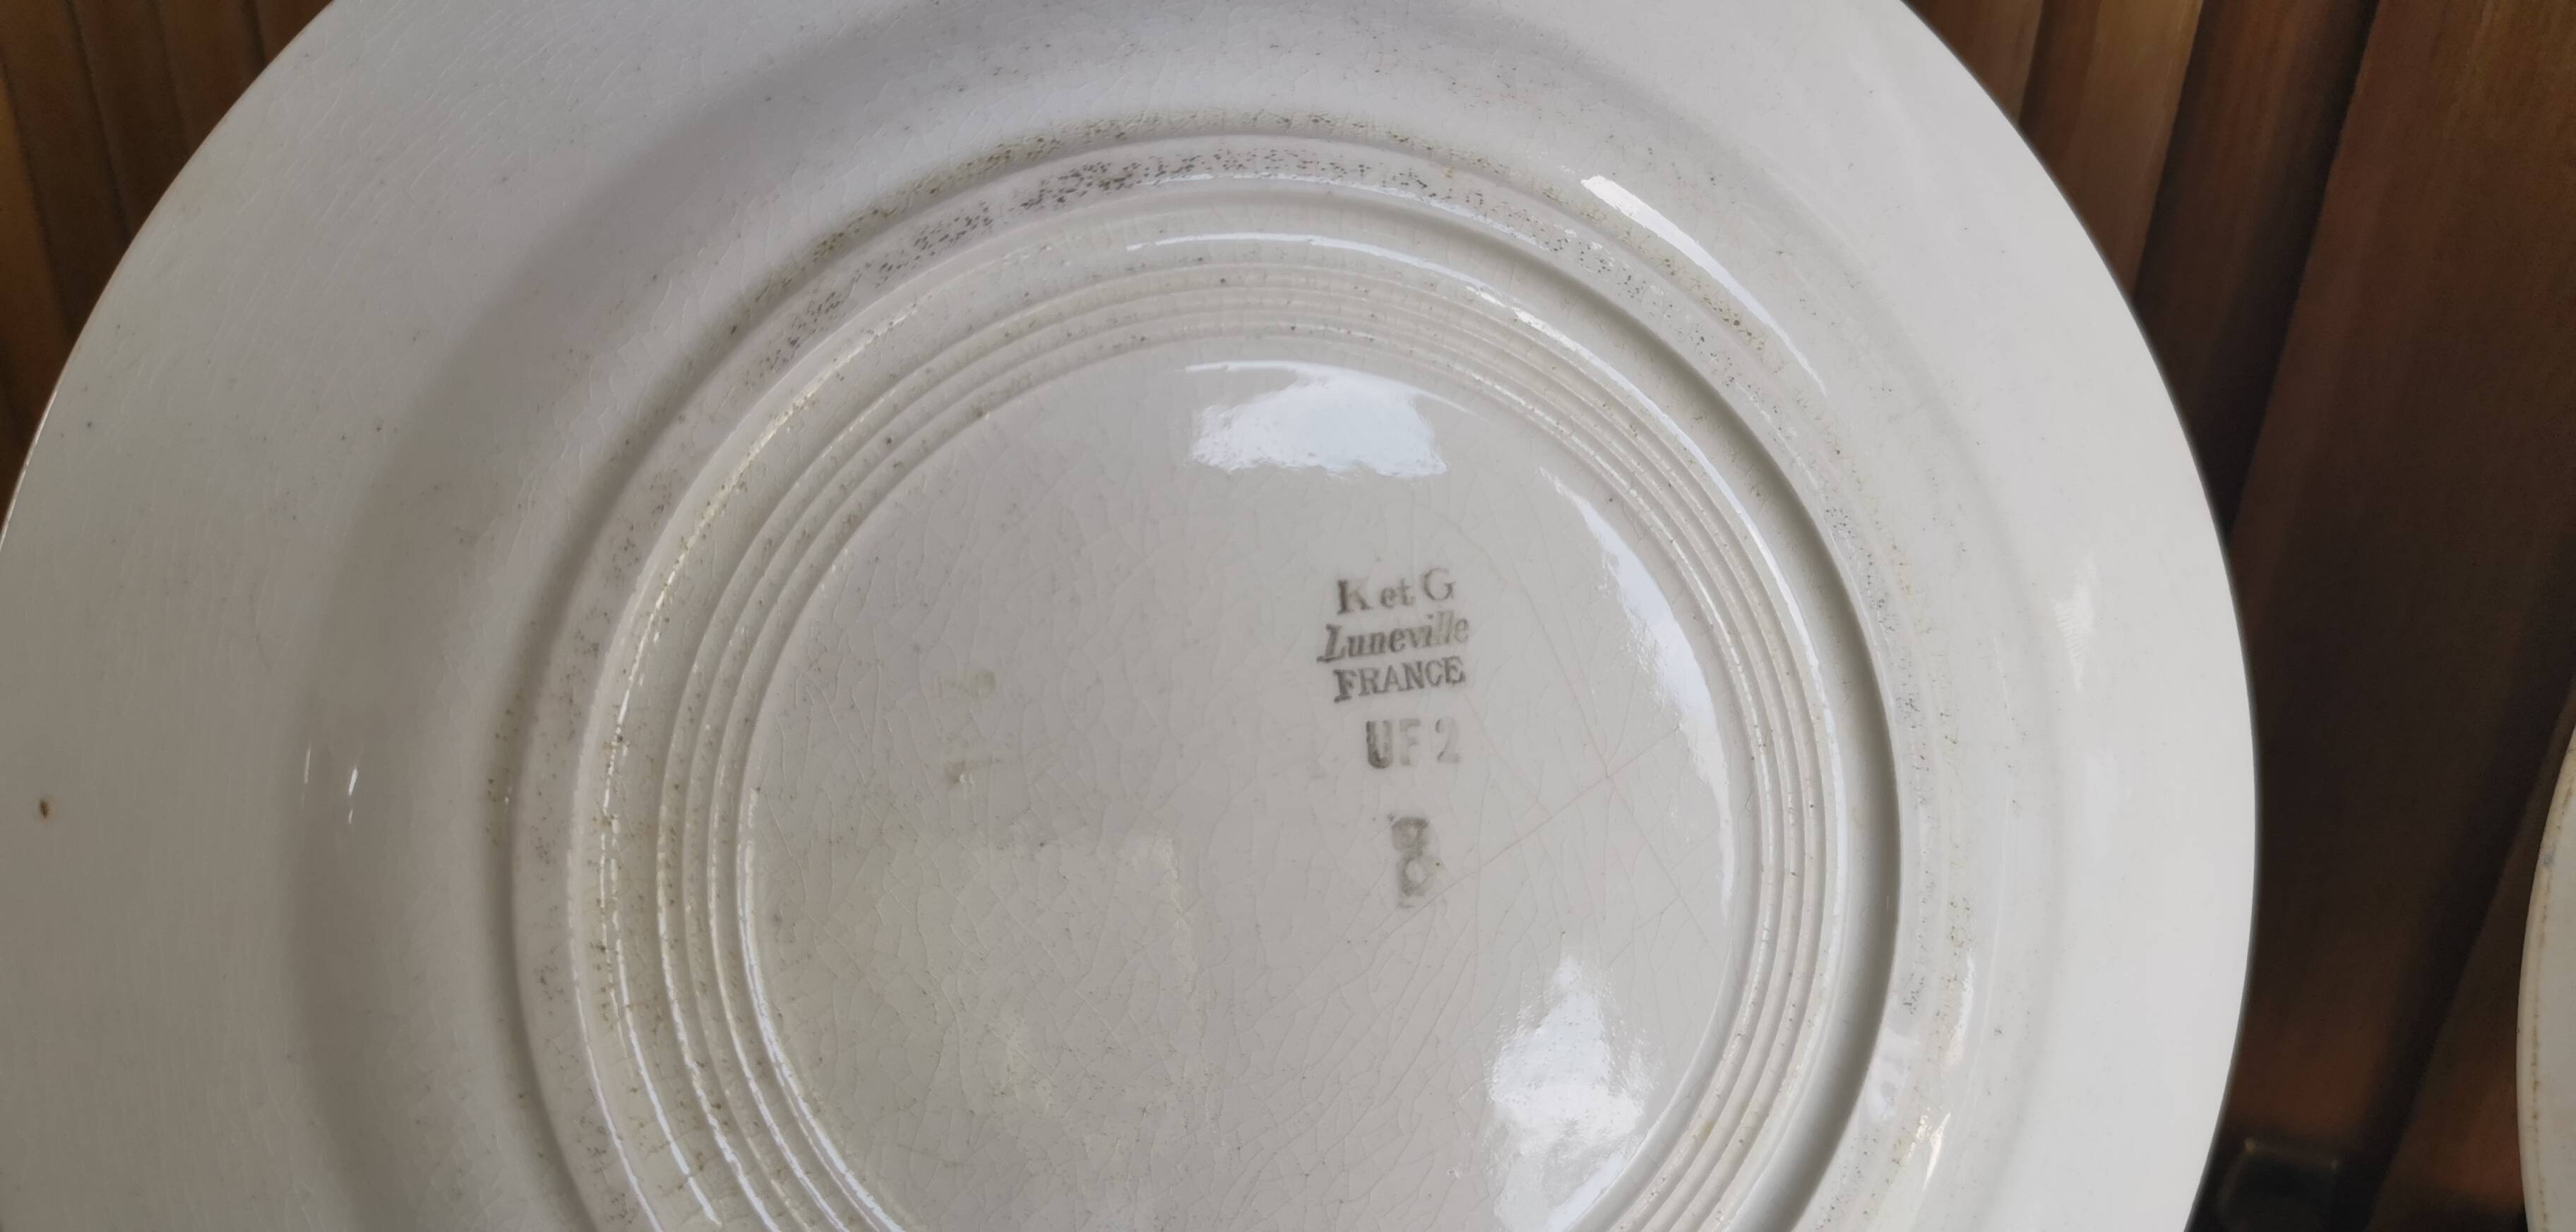 K et G
Luneville
FRANCE
UF 2